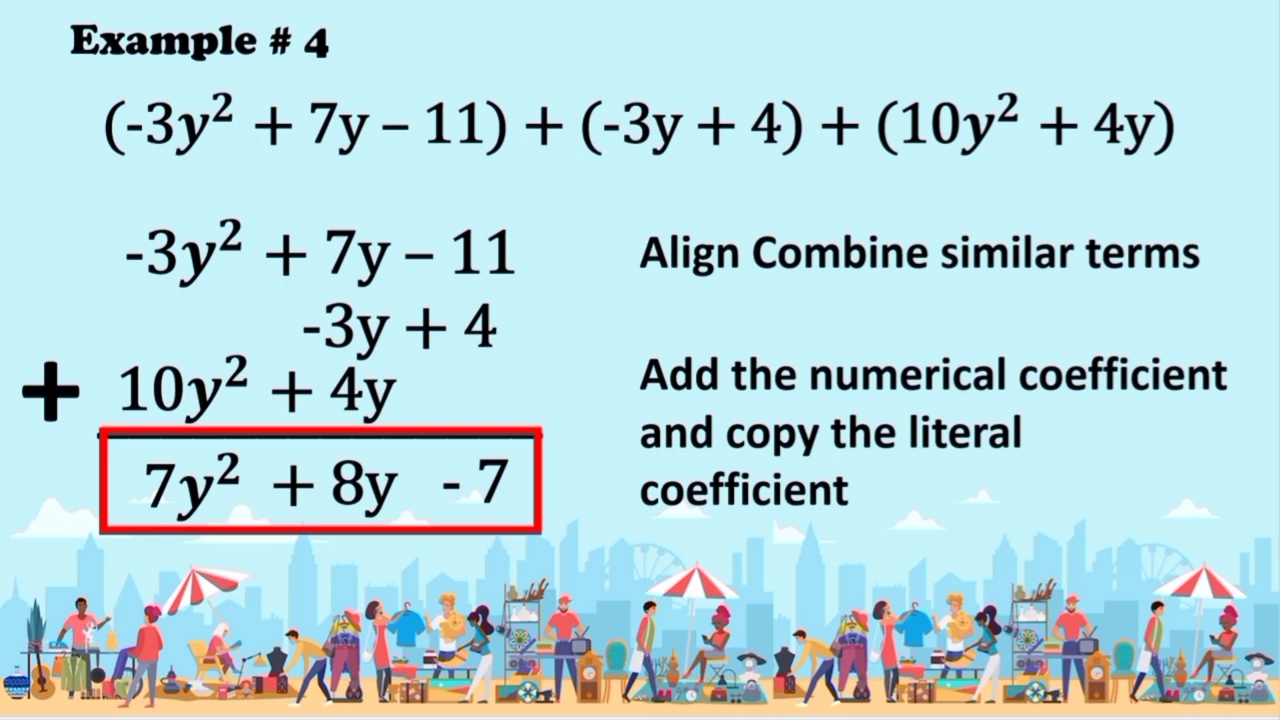 Example # 4
(-3y² + 7y – 11) + (-3y + 4) + (10y² + 4y)
-3y² + 7y – 11
Align Combine similar terms
-3y + 4
+ 10y² + 4y
Add the numerical coefficient
and copy the literal
coefficient
7y² + 8y - 7